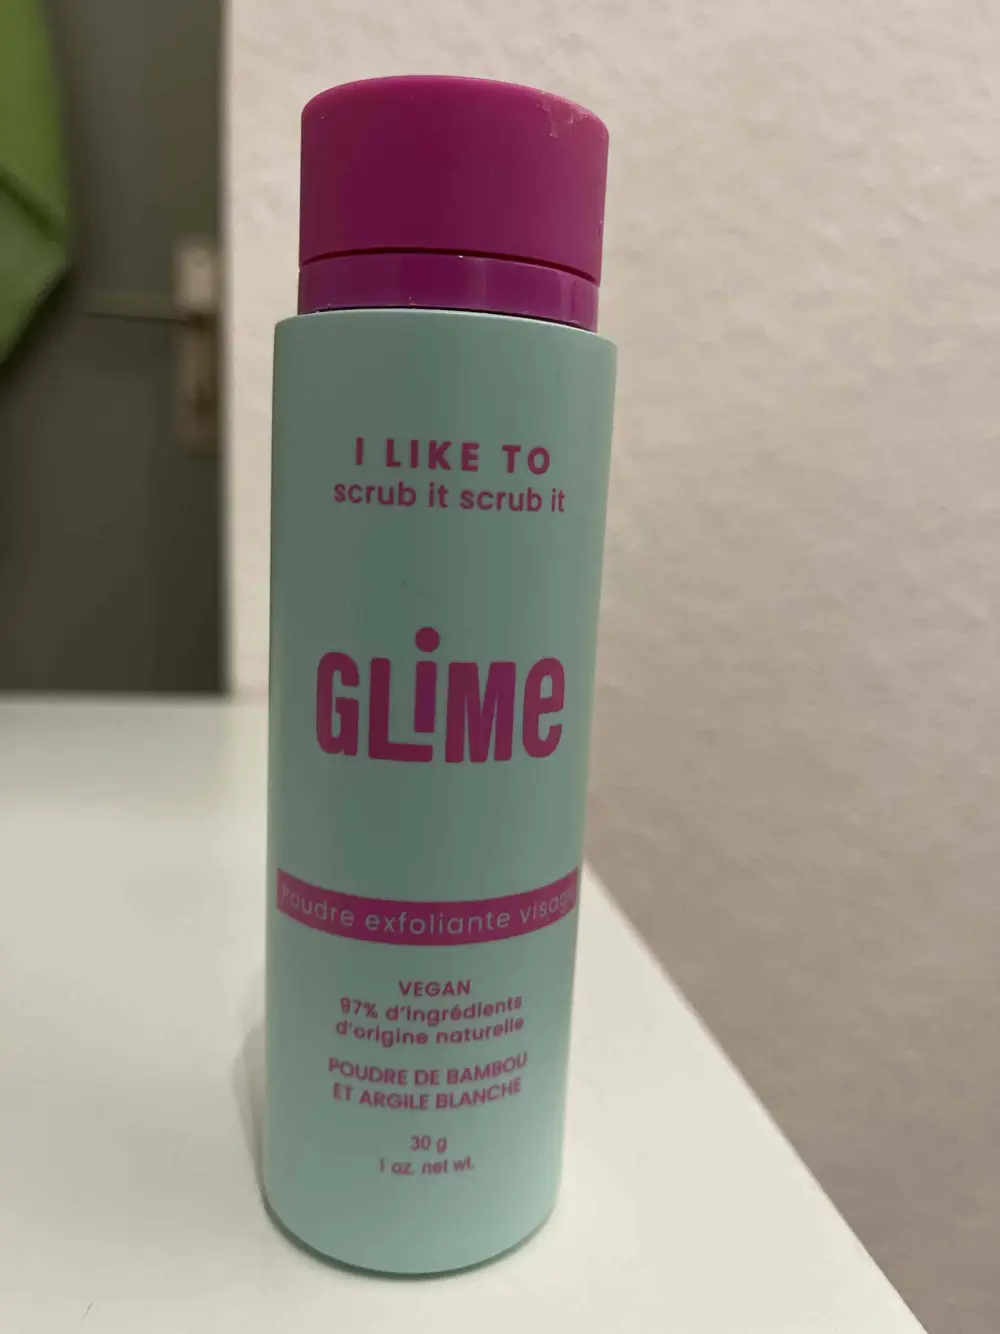 I LIKE TO
scrub it scrub it
GLiMe
Poudre exfoliante visage
VEGAN
97% d'ingrédients
d'origine naturelle
POUDRE DE BAMBOU
ET ARGILE BLANCHE
30 g
1 oz. net wt.